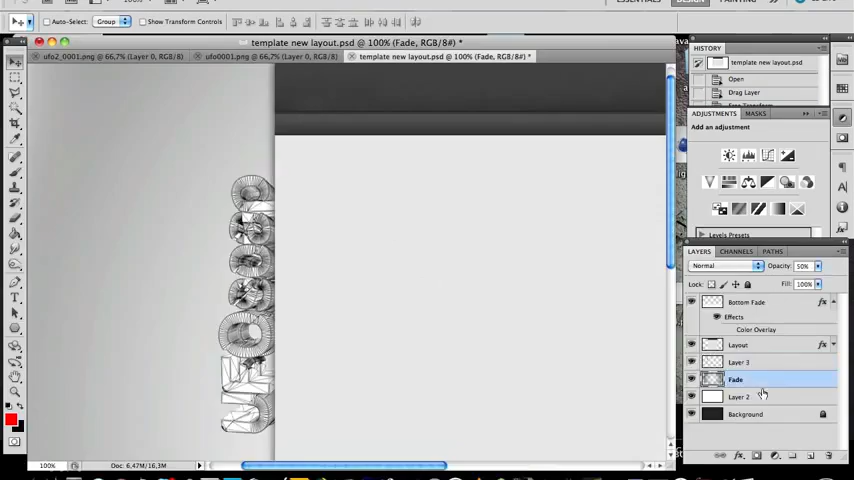 ESSENTIALS
Auto-Select: Group Show Transform Controls
template new layout.psd @ 100% (Fade, RGB/8#) *
ufo2_0001.png @ 66,7% (Layer 0, RGB/8)
ufo0001.png @ 66,7% (Layer 0, RGB/8)
template new layout.psd @ 100% (Fade, RGB/8#) *
HISTORY
template new layout.psd
Open
Drag Layer
ADJUSTMENTS MASKS
Add an adjustment
Levels Presets
LAYERS CHANNELS PATHS
Normal Opacity: 50%
Lock: Fill: 100%
Bottom Fade fx
Effects
Color Overlay
Layout fx
Layer 3
Fade
Layer 2
Background
100% Doc: 6,47M/16,3M